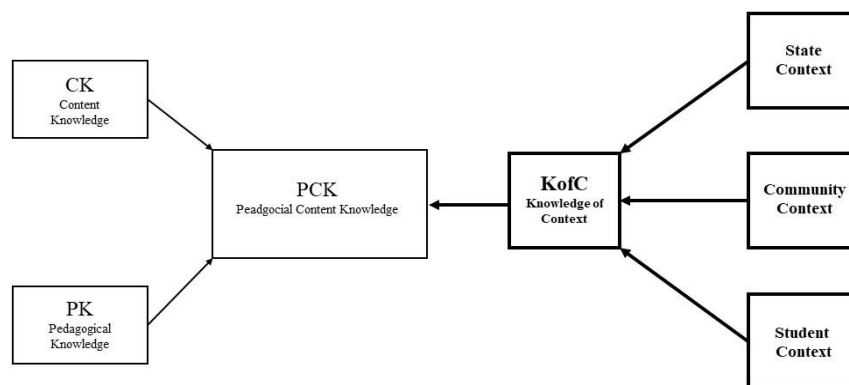 CK
Content
Knowledge
PK
Pedagogical
Knowledge
PCK
Peadgocial Content Knowledge
KofC
Knowledge of
Context
State
Context
Community
Context
Student
Context